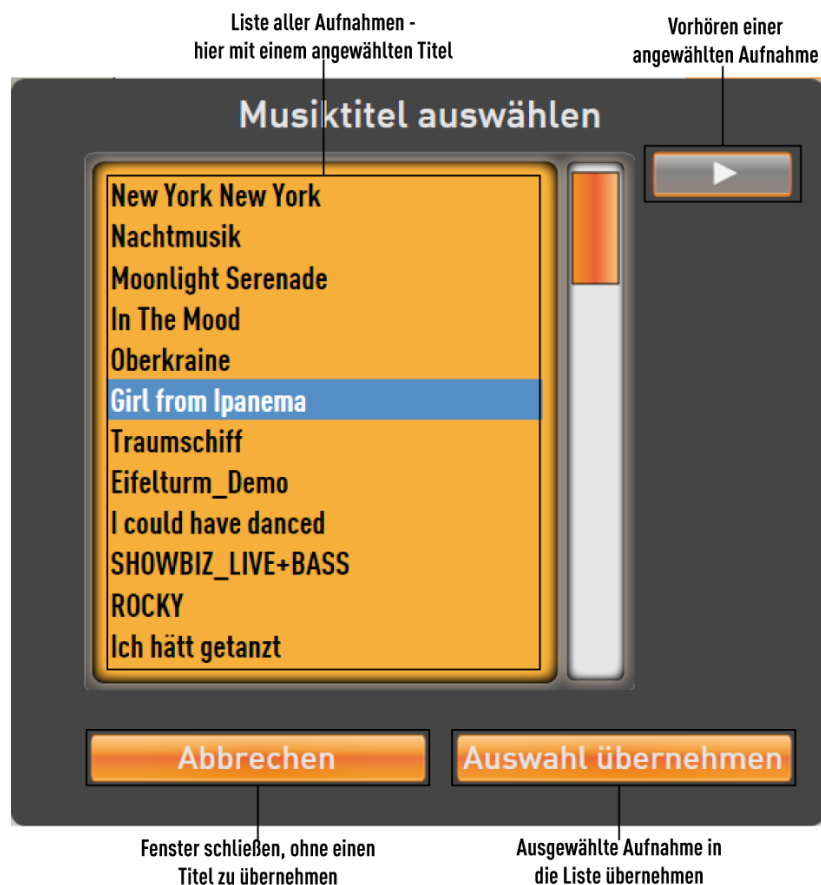 Liste aller Aufnahmen -
hier mit einem angewählten Titel
Vorhören einer
angewählten Aufnahme
Musiktitel auswählen
New York New York
Nachtmusik
Moonlight Serenade
In The Mood
Oberkraine
Girl from Ipanema
Traumschiff
Eifelturm_Demo
I could have danced
SHOWBIZ_LIVE+BASS
ROCKY
Ich hätt getanzt
Abbrechen
Auswahl übernehmen
Fenster schließen, ohne einen
Titel zu übernehmen
Ausgewählte Aufnahme in
die Liste übernehmen